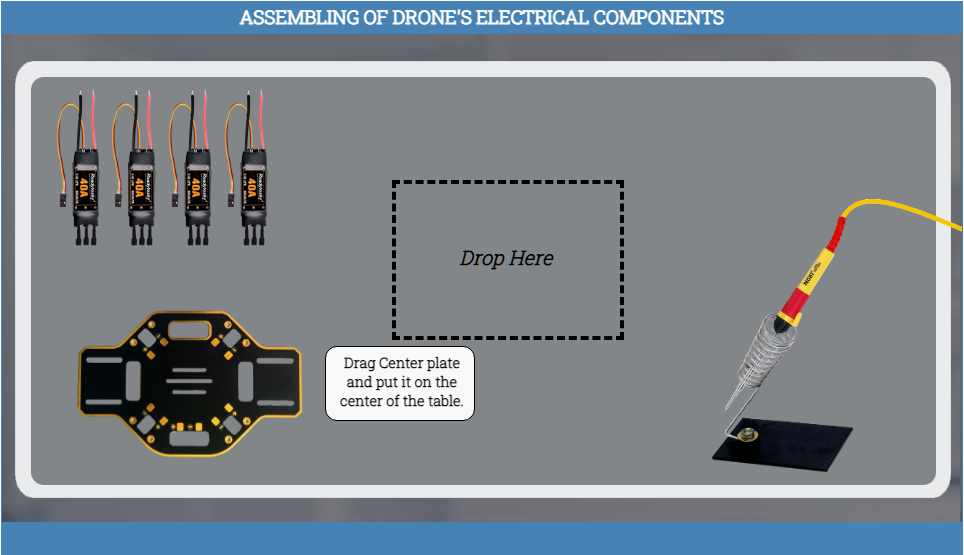 ASSEMBLING OF DRONE'S ELECTRICAL COMPONENTS
40A
40A
40A
40A
Drop Here
Drag Center plate
and put it on the
center of the table.